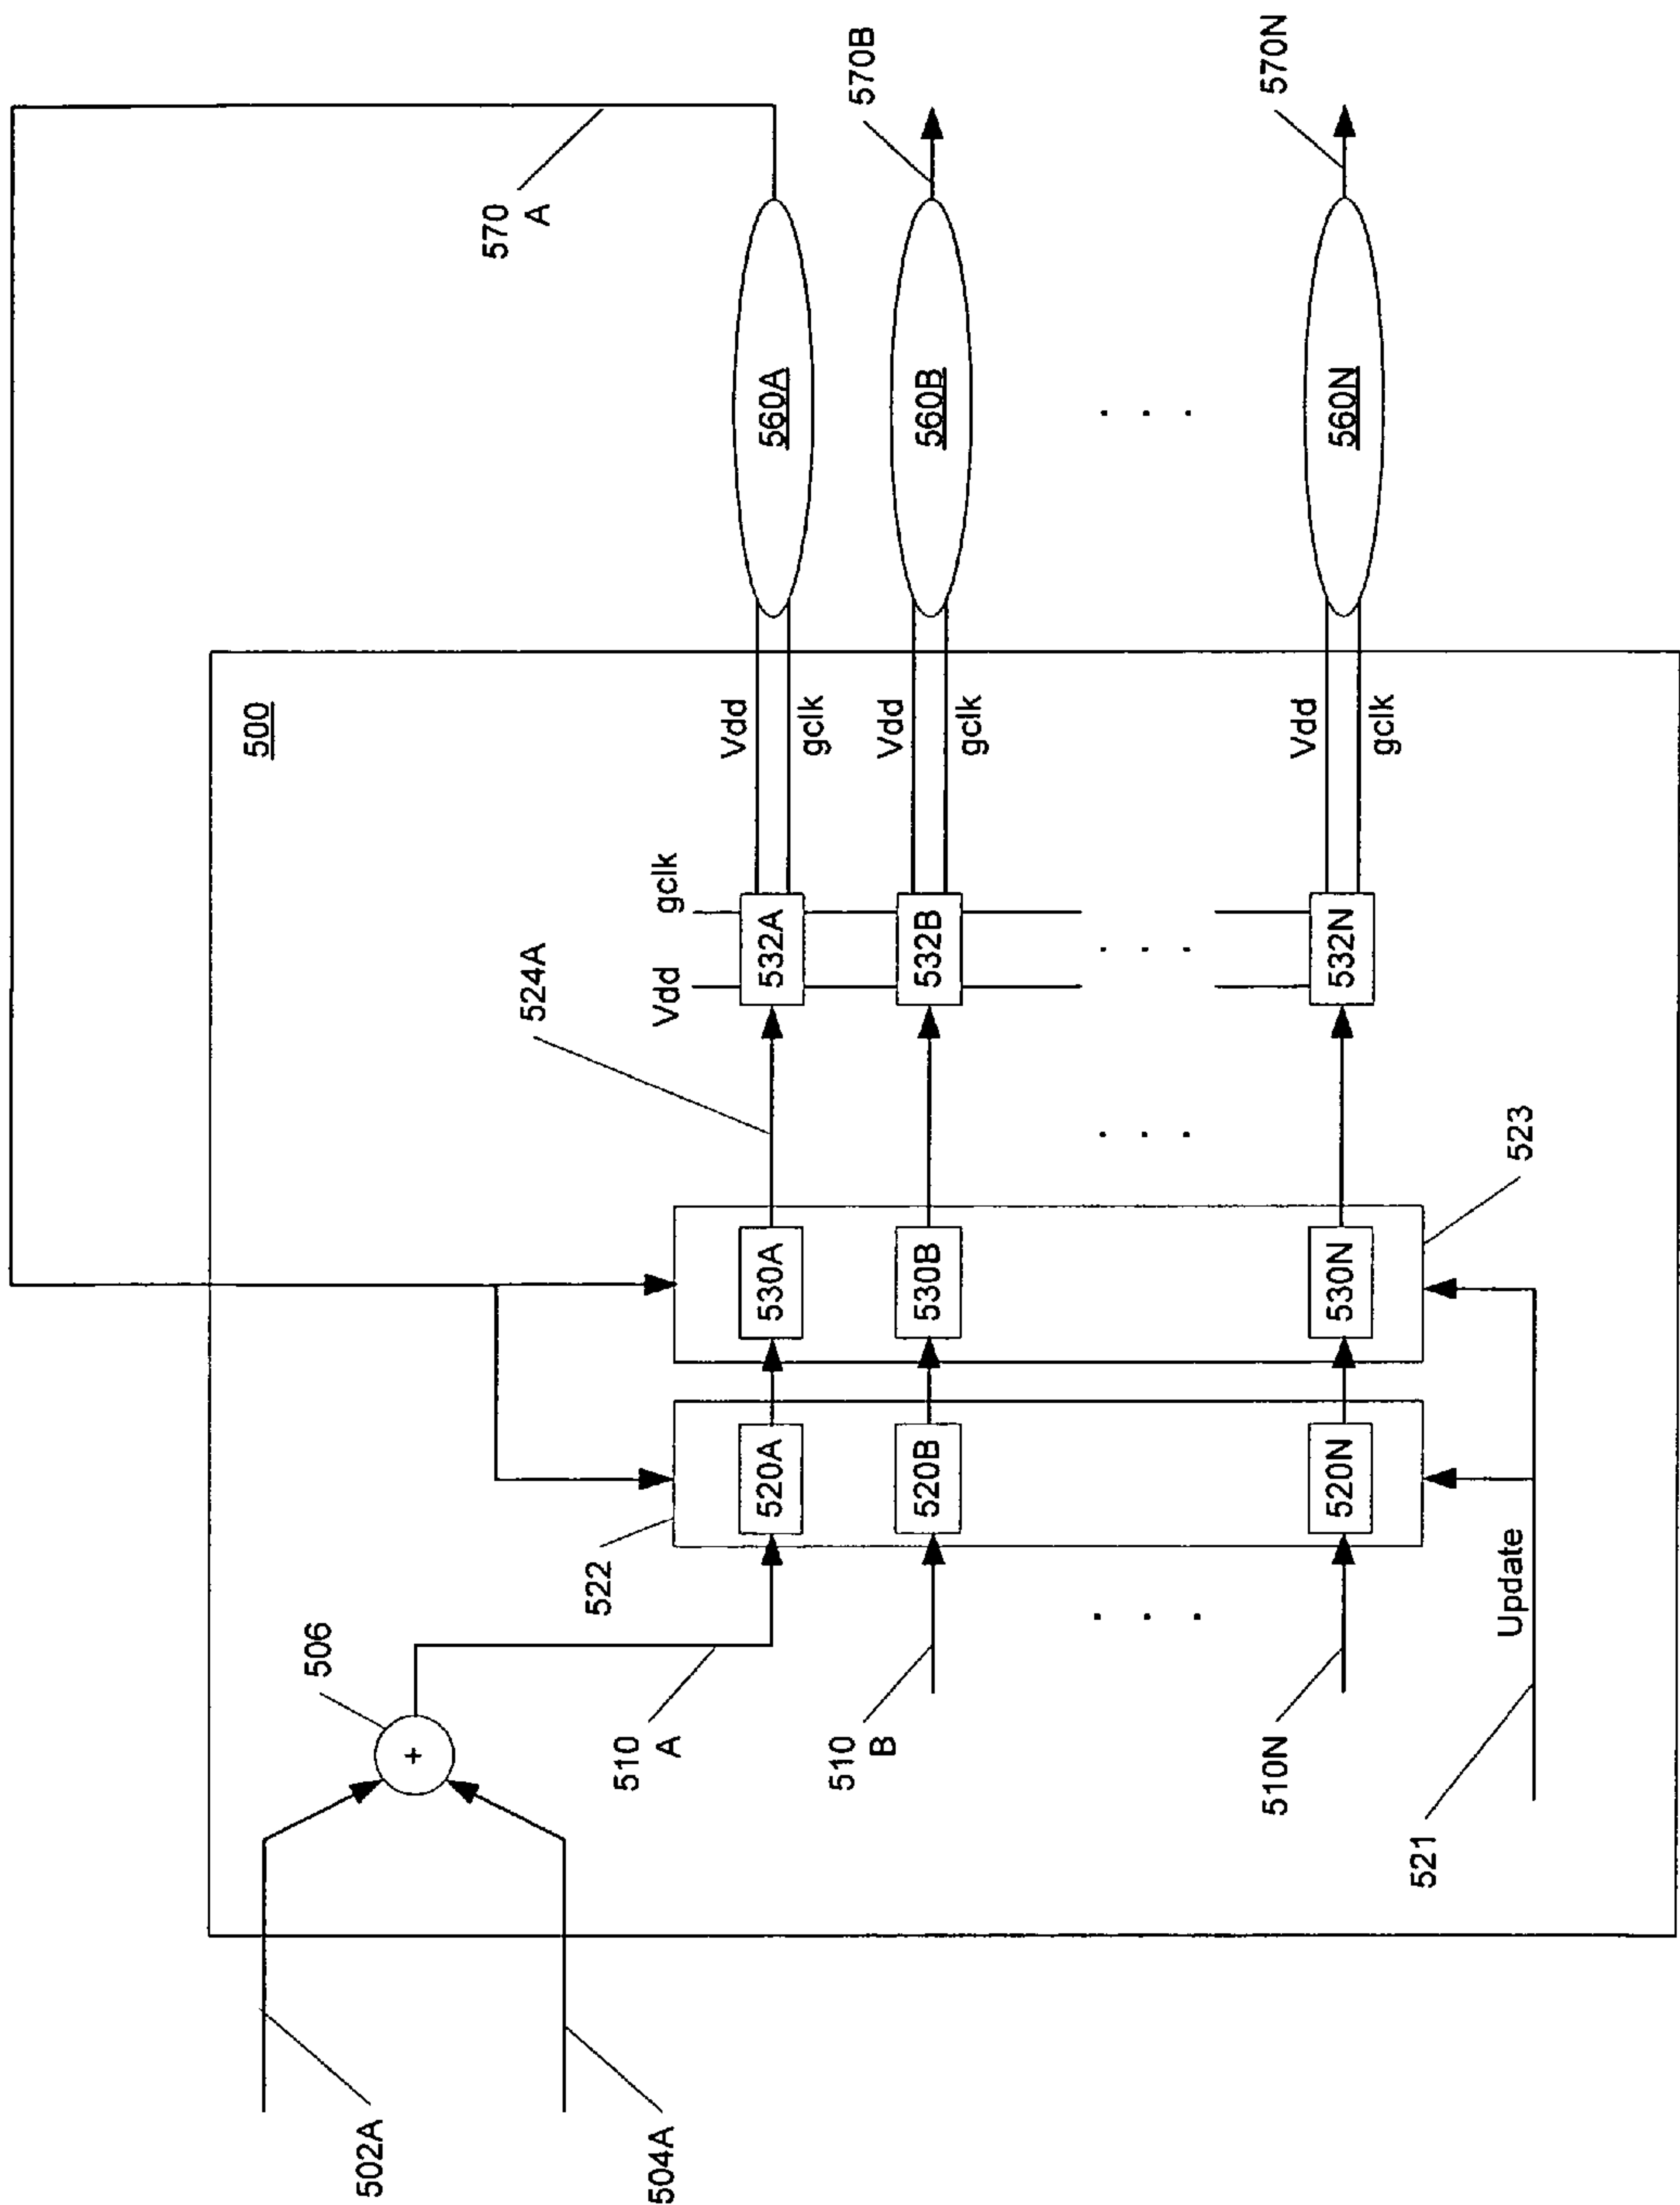 570
A
570B
570N
560A
560B
. . .
560N
500
Vdd
gclk
Vdd
gclk
Vdd
gclk
Vdd
gclk
532A
532B
. . .
532N
524A
. . .
523
530A
530B
530N
520A
520B
520N
522
506
+
510
A
510
B
. . .
510N
Update
521
502A
504A